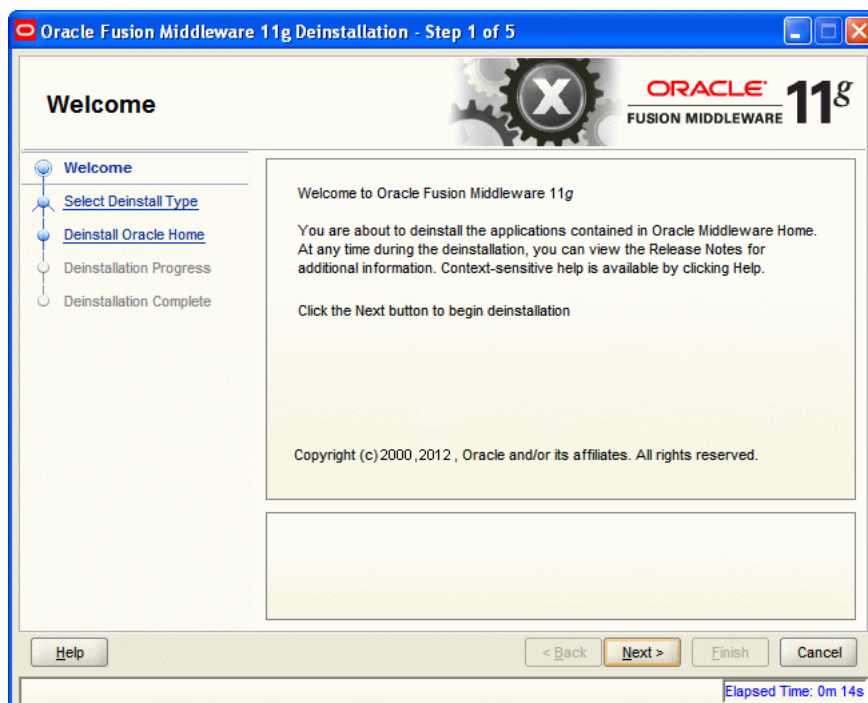 Oracle Fusion Middleware 11g Deinstallation - Step 1 of 5
Welcome
X
ORACLE
FUSION MIDDLEWARE
11g
Welcome
Select Deinstall Type
Deinstall Oracle Home
Deinstallation Progress
Deinstallation Complete
Welcome to Oracle Fusion Middleware 11g
You are about to deinstall the applications contained in Oracle Middleware Home.
At any time during the deinstallation, you can view the Release Notes for
additional information. Context-sensitive help is available by clicking Help.
Click the Next button to begin deinstallation
Copyright (c)2000,2012 , Oracle and/or its affiliates. All rights reserved.
Help
< Back
Next >
Finish
Cancel
Elapsed Time: 0m 14s